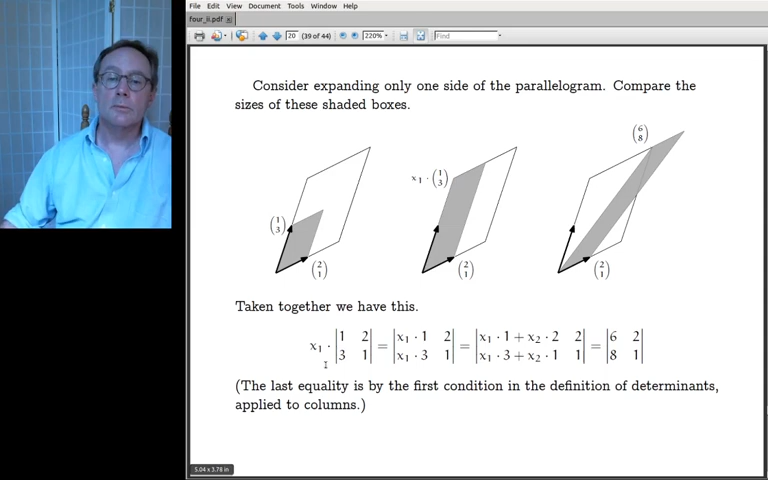 File Edit View Document Tools Window Help
four_ii.pdf
20 (39 of 44) 220% Find
Consider expanding only one side of the parallelogram. Compare the
sizes of these shaded boxes.
(1 3) (2 1)
x₁ · (1 3) (2 1)
(6 8) (2 1)
Taken together we have this.
x₁ · |1 2| = |x₁ · 1 2| = |x₁ · 1 + x₂ · 2 2| = |6 2|
|3 1| |x₁ · 3 1| |x₁ · 3 + x₂ · 1 1| |8 1|
(The last equality is by the first condition in the definition of determinants,
applied to columns.)
5.04 x 3.78 in